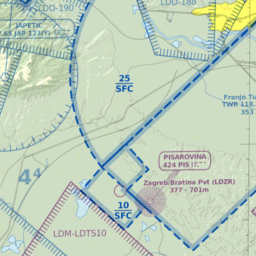 LDD-190
LDD-188
JAPETIC
25
SFC
Franjo Tu
TWR 118.
353
PISAROVINA
424 PIS
4
Zagreb/Bratina Pvt (LDZR)
377 - 701m
10
SFC
LDM-LDTS10